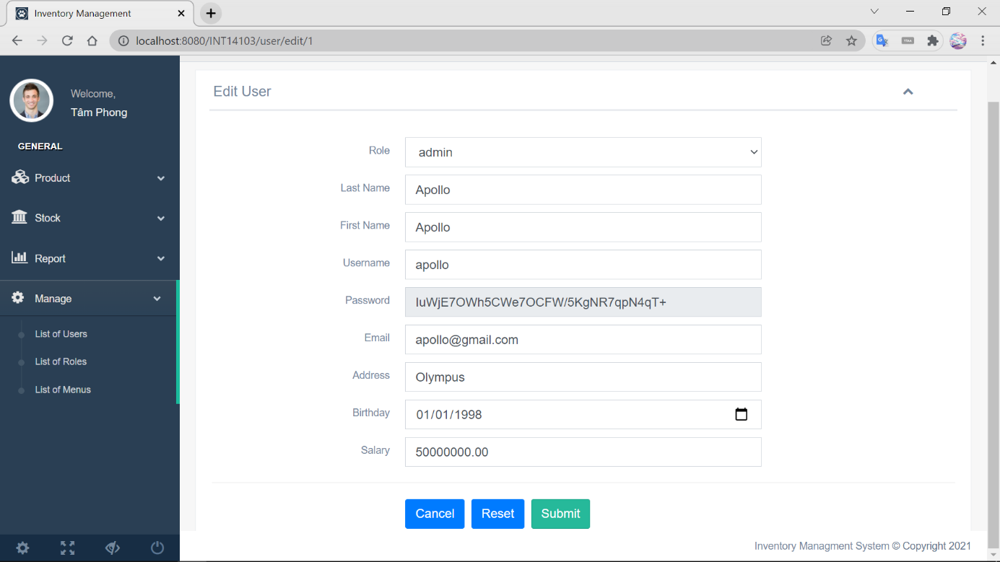 Inventory Management
localhost:8080/INT14103/user/edit/1
Welcome,
Tâm Phong
GENERAL
Product
Stock
Report
Manage
List of Users
List of Roles
List of Menus
Edit User
Role admin
Last Name Apollo
First Name Apollo
Username apollo
Password IuWjE7OWh5CWe7OCFW/5KgNR7qpN4qT+
Email apollo@gmail.com
Address Olympus
Birthday 01/01/1998
Salary 50000000.00
Cancel Reset Submit
Inventory Managment System © Copyright 2021